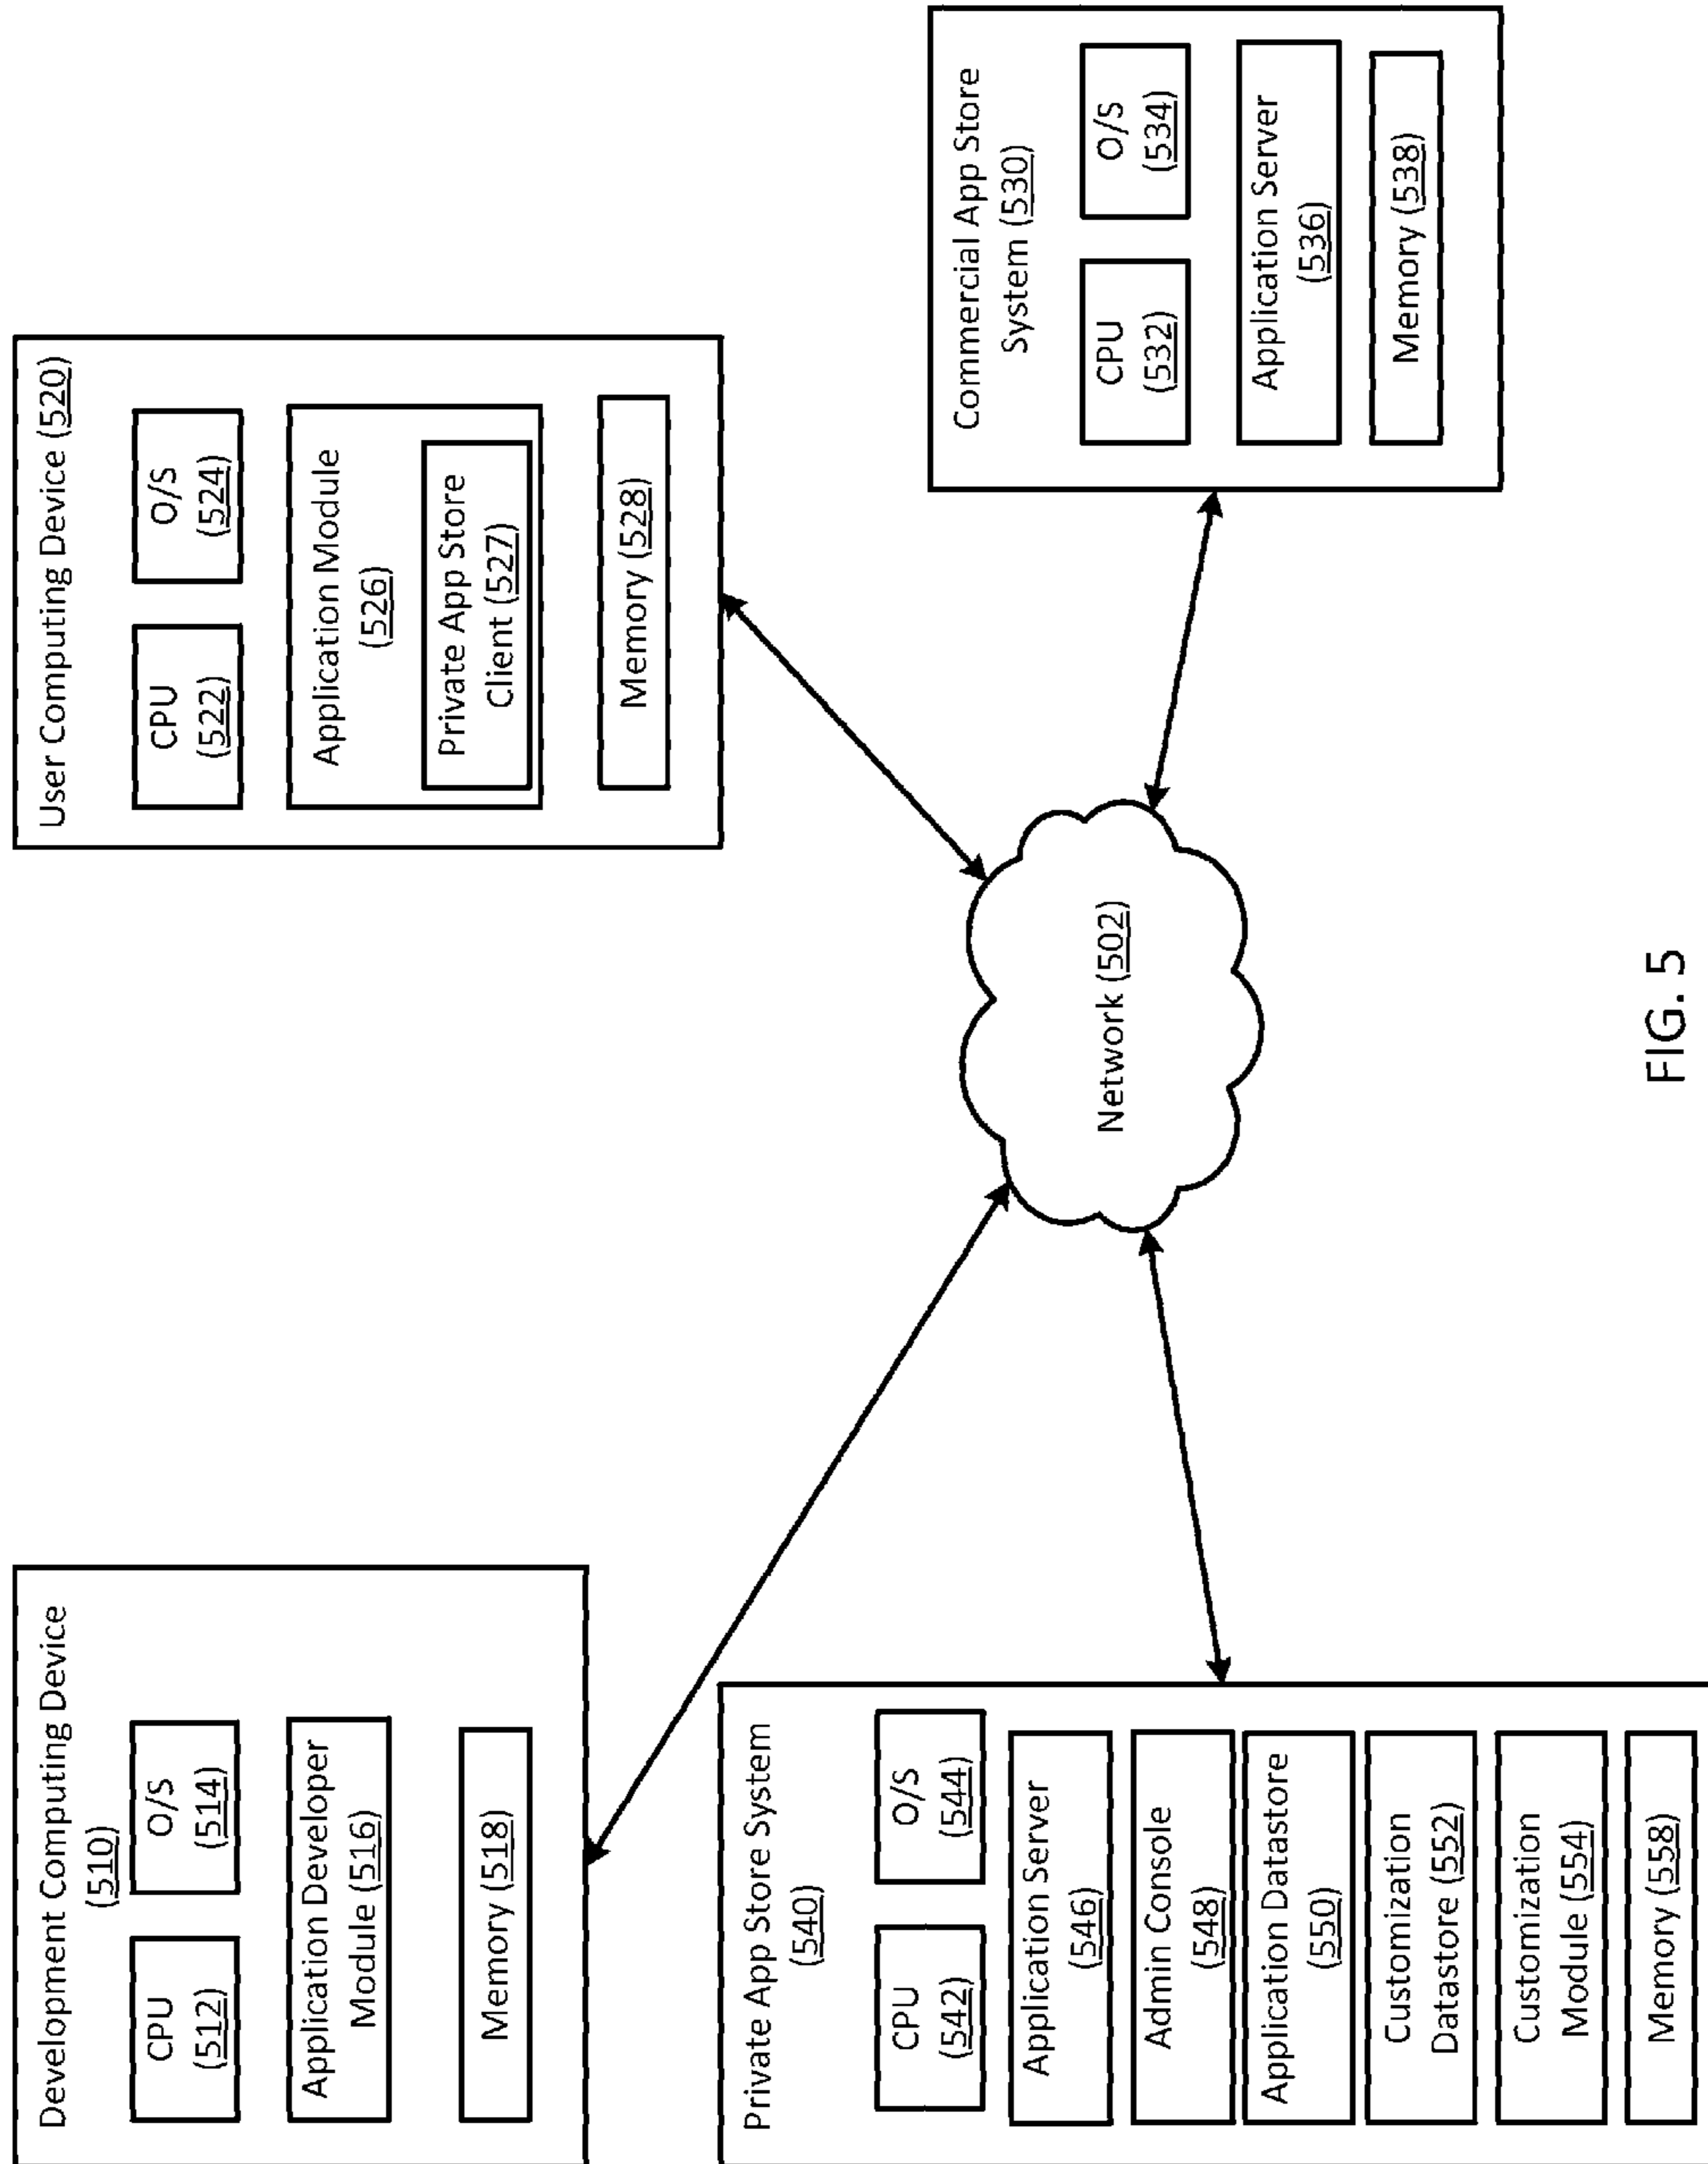 Development Computing Device
(510)
CPU
(512)
O/S
(514)
Application Developer
Module (516)
Memory (518)
User Computing Device (520)
CPU
(522)
O/S
(524)
Application Module
(526)
Private App Store
Client (527)
Memory (528)
Private App Store System
(540)
CPU
(542)
O/S
(544)
Application Server
(546)
Admin Console
(548)
Application Datastore
(550)
Customization
Datastore (552)
Customization
Module (554)
Memory (558)
Network (502)
Commercial App Store
System (530)
CPU
(532)
O/S
(534)
Application Server
(536)
Memory (538)
FIG. 5